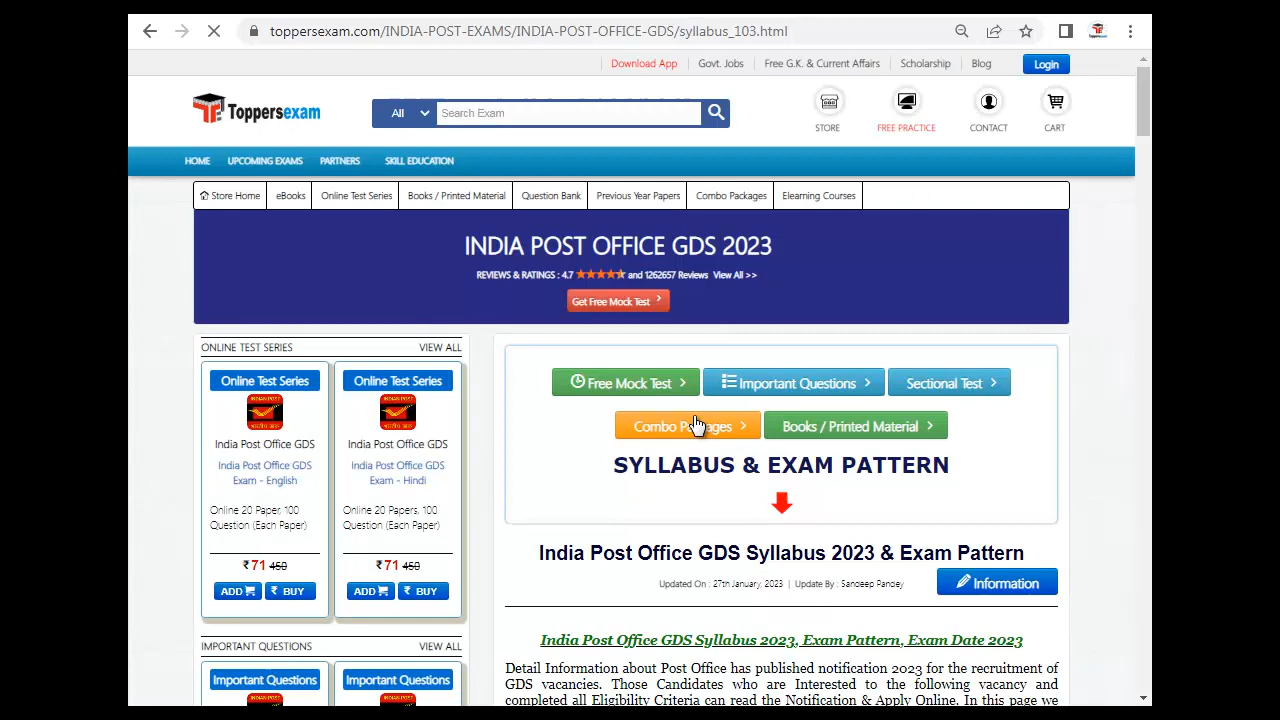 toppersexam.com/INDIA-POST-EXAMS/INDIA-POST-OFFICE-GDS/syllabus_103.html
Download App Govt. Jobs Free G.K. & Current Affairs Scholarship Blog Login
Toppersexam All Search Exam
STORE FREE PRACTICE CONTACT CART
HOME UPCOMING EXAMS PARTNERS SKILL EDUCATION
Store Home eBooks Online Test Series Books / Printed Material Question Bank Previous Year Papers Combo Packages Elearning Courses
INDIA POST OFFICE GDS 2023
REVIEWS & RATINGS : 4.7 and 1262657 Reviews View All >>
Get Free Mock Test
ONLINE TEST SERIES VIEW ALL
Online Test Series
INDIAN POST
India Post Office GDS
India Post Office GDS
Exam - English
Online 20 Paper, 100
Question (Each Paper)
₹ 71 450
ADD ₹ BUY
Online Test Series
INDIAN POST
India Post Office GDS
India Post Office GDS
Exam - Hindi
Online 20 Papers, 100
Question (Each Paper)
₹ 71 450
ADD ₹ BUY
IMPORTANT QUESTIONS VIEW ALL
Important Questions Important Questions
INDIAN POST INDIAN POST
Free Mock Test Important Questions Sectional Test
Combo Packages Books / Printed Material
SYLLABUS & EXAM PATTERN
India Post Office GDS Syllabus 2023 & Exam Pattern
Updated On : 27th January, 2023 | Update By : Sandeep Pandey
Information
India Post Office GDS Syllabus 2023, Exam Pattern, Exam Date 2023
Detail Information about Post Office has published notification 2023 for the recruitment of
GDS vacancies. Those Candidates who are Interested to the following vacancy and
completed all Eligibility Criteria can read the Notification & Apply Online. In this page we